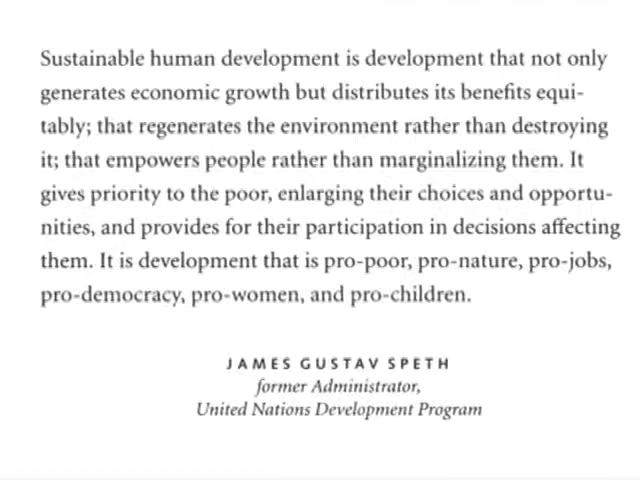 Sustainable human development is development that not only
generates economic growth but distributes its benefits equi-
tably; that regenerates the environment rather than destroying
it; that empowers people rather than marginalizing them. It
gives priority to the poor, enlarging their choices and opportu-
nities, and provides for their participation in decisions affecting
them. It is development that is pro-poor, pro-nature, pro-jobs,
pro-democracy, pro-women, and pro-children.
JAMES GUSTAV SPETH
former Administrator,
United Nations Development Program